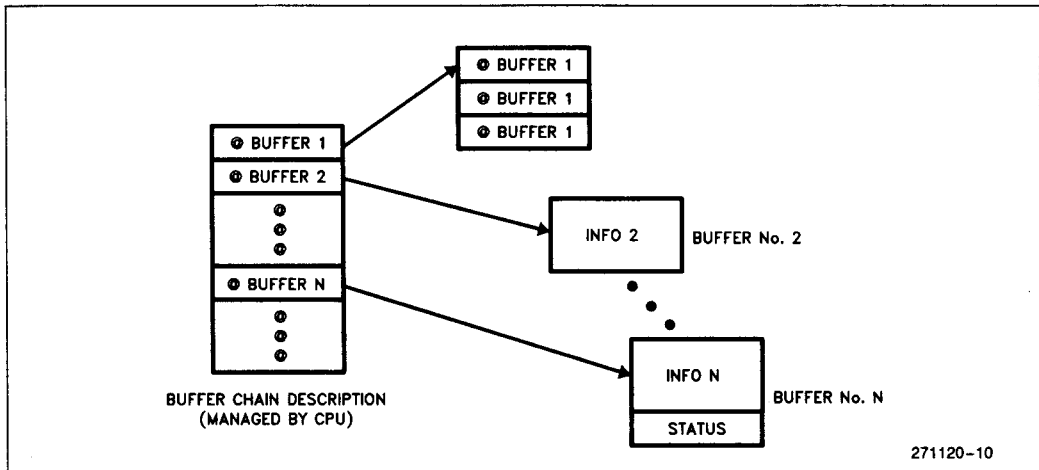 @ BUFFER 1
@ BUFFER 1
@ BUFFER 1
@ BUFFER 1
@ BUFFER 2
@
@
@
@ BUFFER N
@
@
@
BUFFER CHAIN DESCRIPTION
(MANAGED BY CPU)
INFO 2
BUFFER No. 2
INFO N
STATUS
BUFFER No. N
271120-10